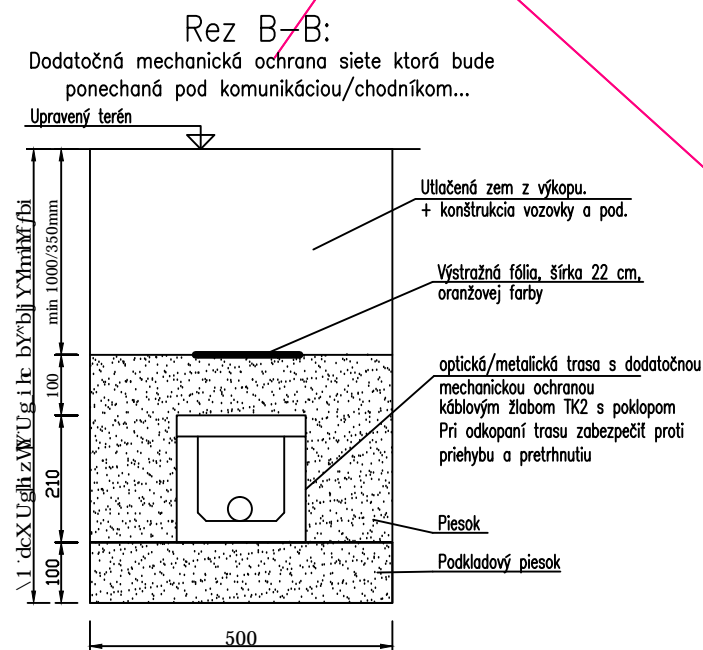 Rez B-B:
Dodatočná mechanická ochrana siete ktorá bude
ponechaná pod komunikáciou/chodníkom...
Upravený terén
Utlačená zem z výkopu.
+ konštrukcia vozovky a pod.
Výstražná fólia, šírka 22 cm,
oranžovej farby
optická/metalická trasa s dodatočnou
mechanickou ochranou
káblovým žlabom TK2 s poklopom
Pri odkopaní trasu zabezpečiť proti
priehybu a pretrhnutiu
Piesok
Podkladový piesok
min 1000/350mm
100
210
100
500